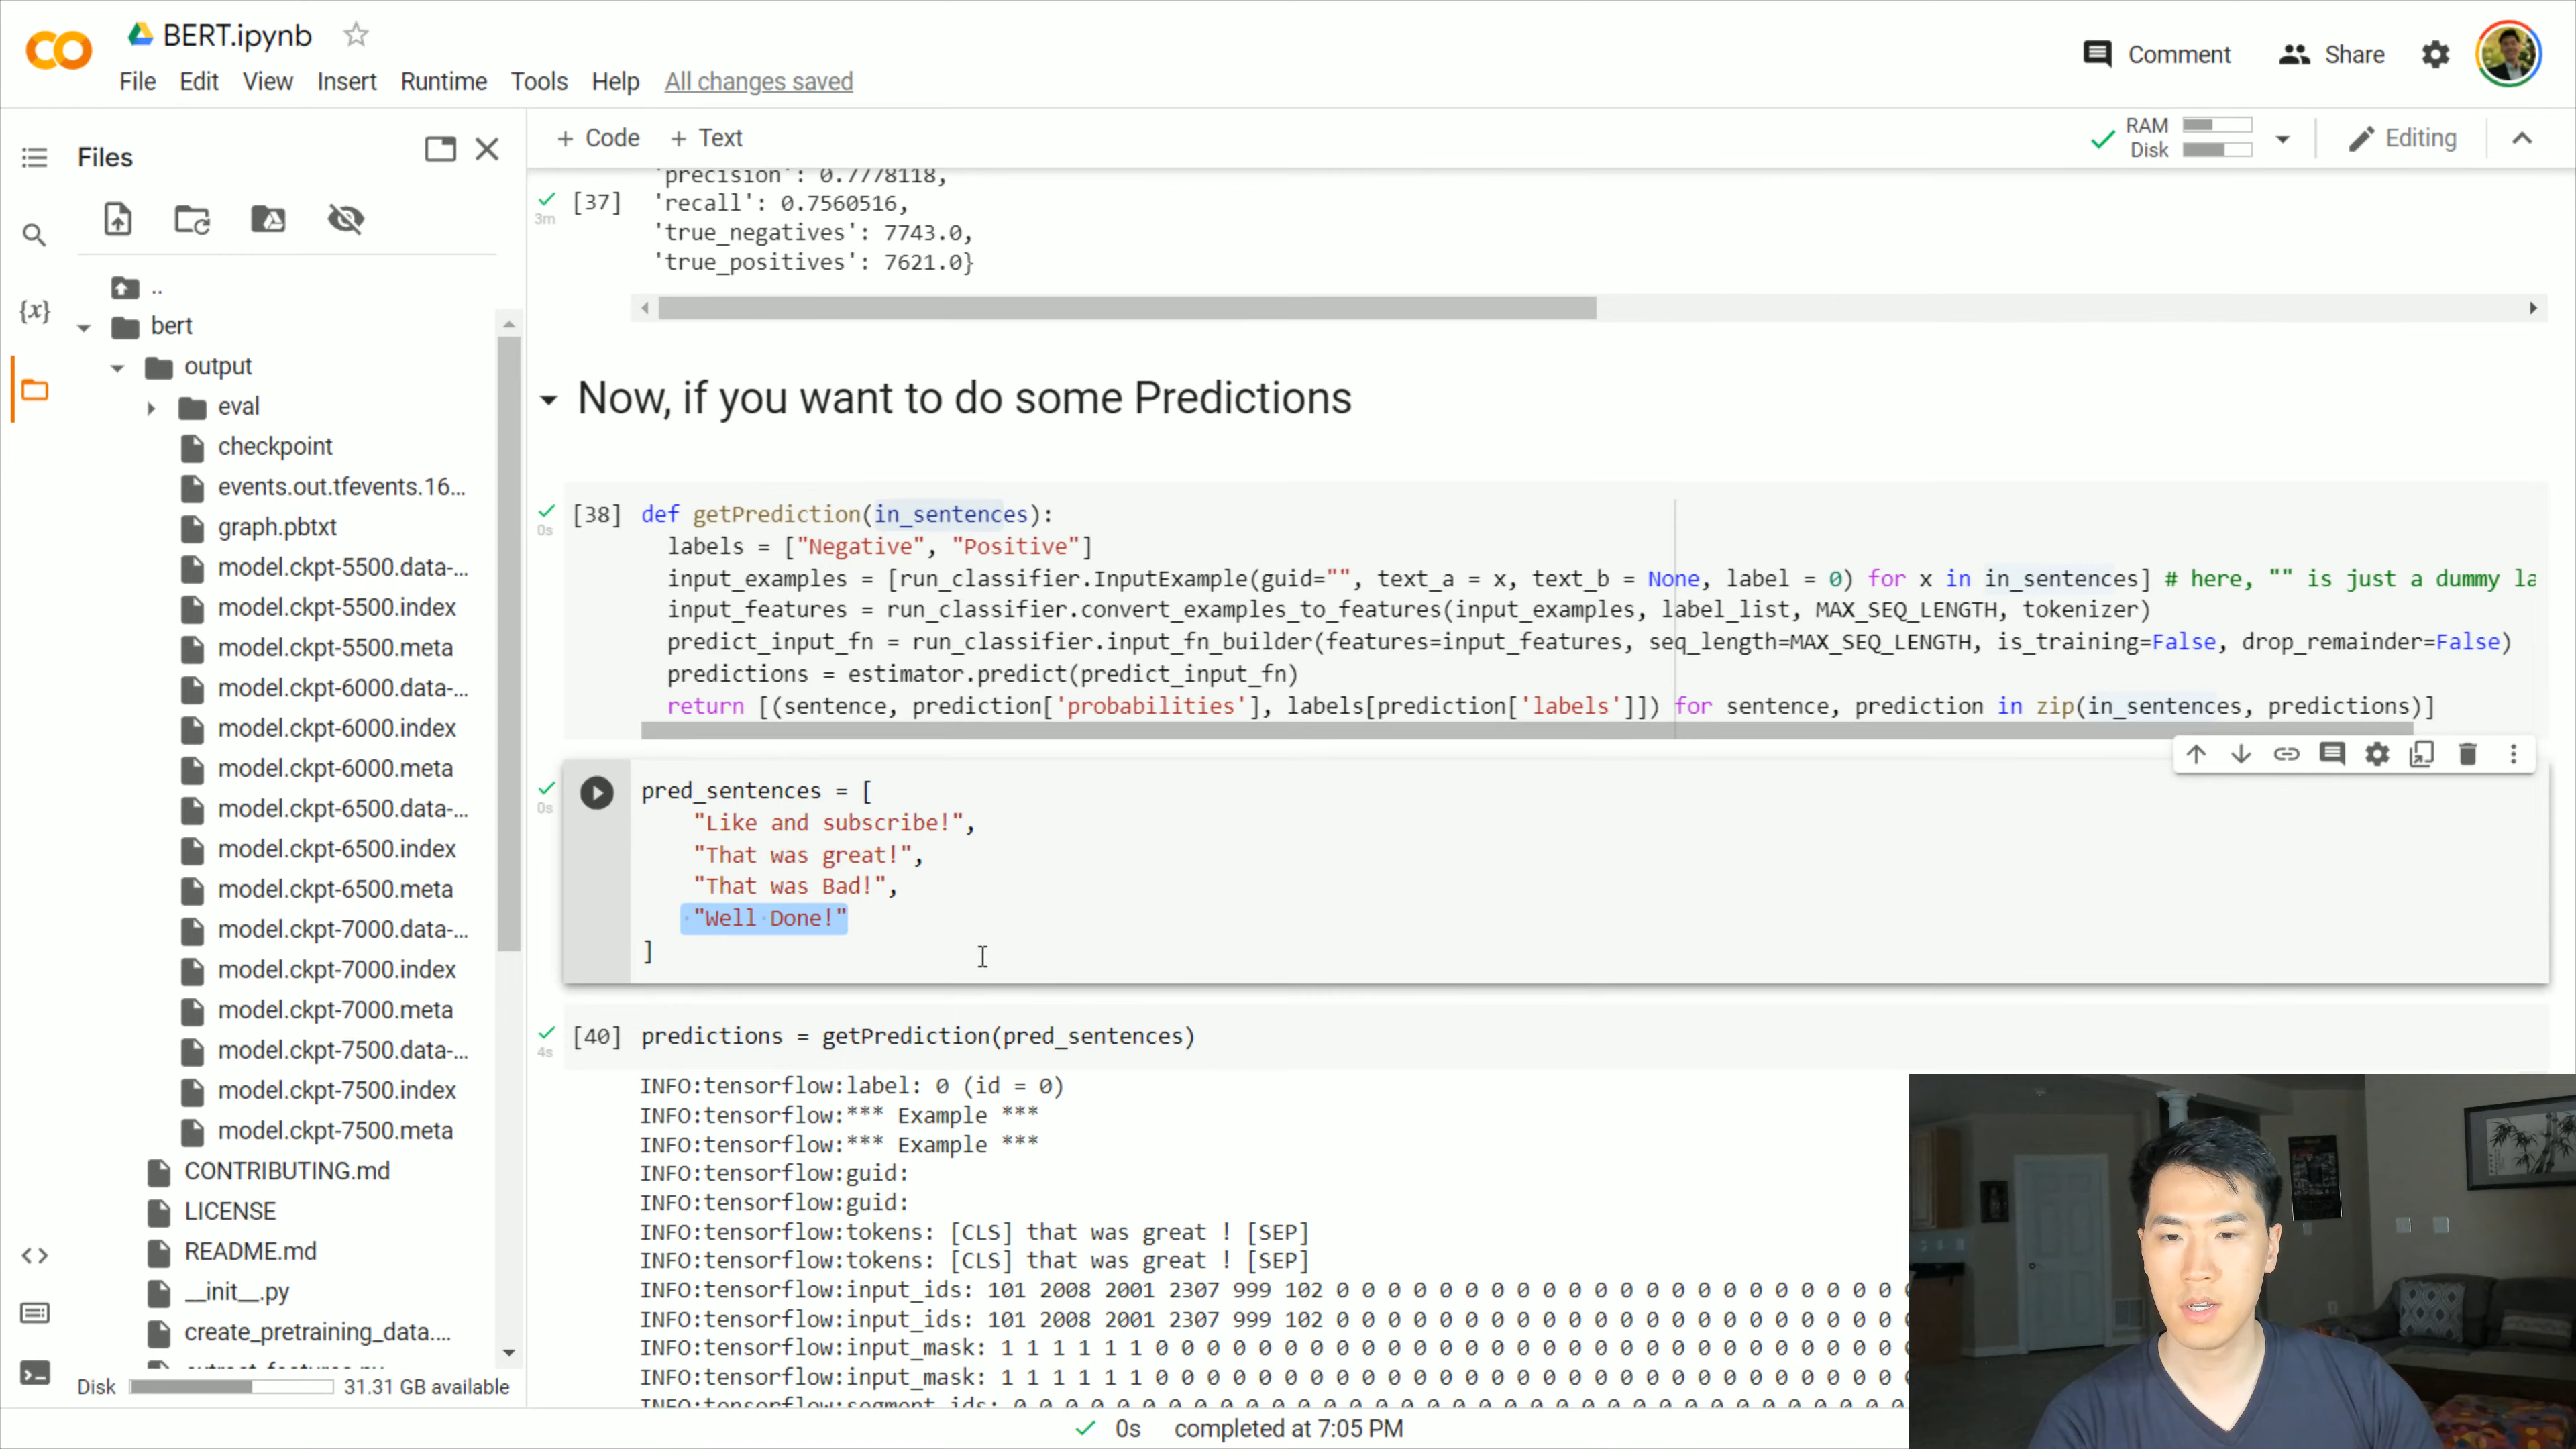 BERT.ipynb
File Edit View Insert Runtime Tools Help All changes saved
Comment Share
Files
+ Code + Text
RAM
Disk
Editing
..
bert
output
eval
checkpoint
events.out.tfevents.16...
graph.pbtxt
model.ckpt-5500.data-...
model.ckpt-5500.index
model.ckpt-5500.meta
model.ckpt-6000.data-...
model.ckpt-6000.index
model.ckpt-6000.meta
model.ckpt-6500.data-...
model.ckpt-6500.index
model.ckpt-6500.meta
model.ckpt-7000.data-...
model.ckpt-7000.index
model.ckpt-7000.meta
model.ckpt-7500.data-...
model.ckpt-7500.index
model.ckpt-7500.meta
CONTRIBUTING.md
LICENSE
README.md
__init__.py
create_pretraining_data....
Disk 31.31 GB available
'precision': 0.7778118,
3m [37] 'recall': 0.7560516,
'true_negatives': 7743.0,
'true_positives': 7621.0}
Now, if you want to do some Predictions
0s [38] def getPrediction(in_sentences):
labels = ["Negative", "Positive"]
input_examples = [run_classifier.InputExample(guid="", text_a = x, text_b = None, label = 0) for x in in_sentences] # here, "" is just a dummy la
input_features = run_classifier.convert_examples_to_features(input_examples, label_list, MAX_SEQ_LENGTH, tokenizer)
predict_input_fn = run_classifier.input_fn_builder(features=input_features, seq_length=MAX_SEQ_LENGTH, is_training=False, drop_remainder=False)
predictions = estimator.predict(predict_input_fn)
return [(sentence, prediction['probabilities'], labels[prediction['labels']]) for sentence, prediction in zip(in_sentences, predictions)]
0s pred_sentences = [
"Like and subscribe!",
"That was great!",
"That was Bad!",
"Well Done!"
]
4s [40] predictions = getPrediction(pred_sentences)
INFO:tensorflow:label: 0 (id = 0)
INFO:tensorflow:*** Example ***
INFO:tensorflow:*** Example ***
INFO:tensorflow:guid:
INFO:tensorflow:guid:
INFO:tensorflow:tokens: [CLS] that was great ! [SEP]
INFO:tensorflow:tokens: [CLS] that was great ! [SEP]
INFO:tensorflow:input_ids: 101 2008 2001 2307 999 102 0 0 0 0 0 0 0 0 0 0 0 0 0 0 0 0 0 0 0 0 0 0
INFO:tensorflow:input_ids: 101 2008 2001 2307 999 102 0 0 0 0 0 0 0 0 0 0 0 0 0 0 0 0 0 0 0 0 0 0
INFO:tensorflow:input_mask: 1 1 1 1 1 1 0 0 0 0 0 0 0 0 0 0 0 0 0 0 0 0 0 0 0 0 0 0 0 0 0 0 0 0 0
INFO:tensorflow:input_mask: 1 1 1 1 1 1 0 0 0 0 0 0 0 0 0 0 0 0 0 0 0 0 0 0 0 0 0 0 0 0 0 0 0 0 0
0s completed at 7:05 PM